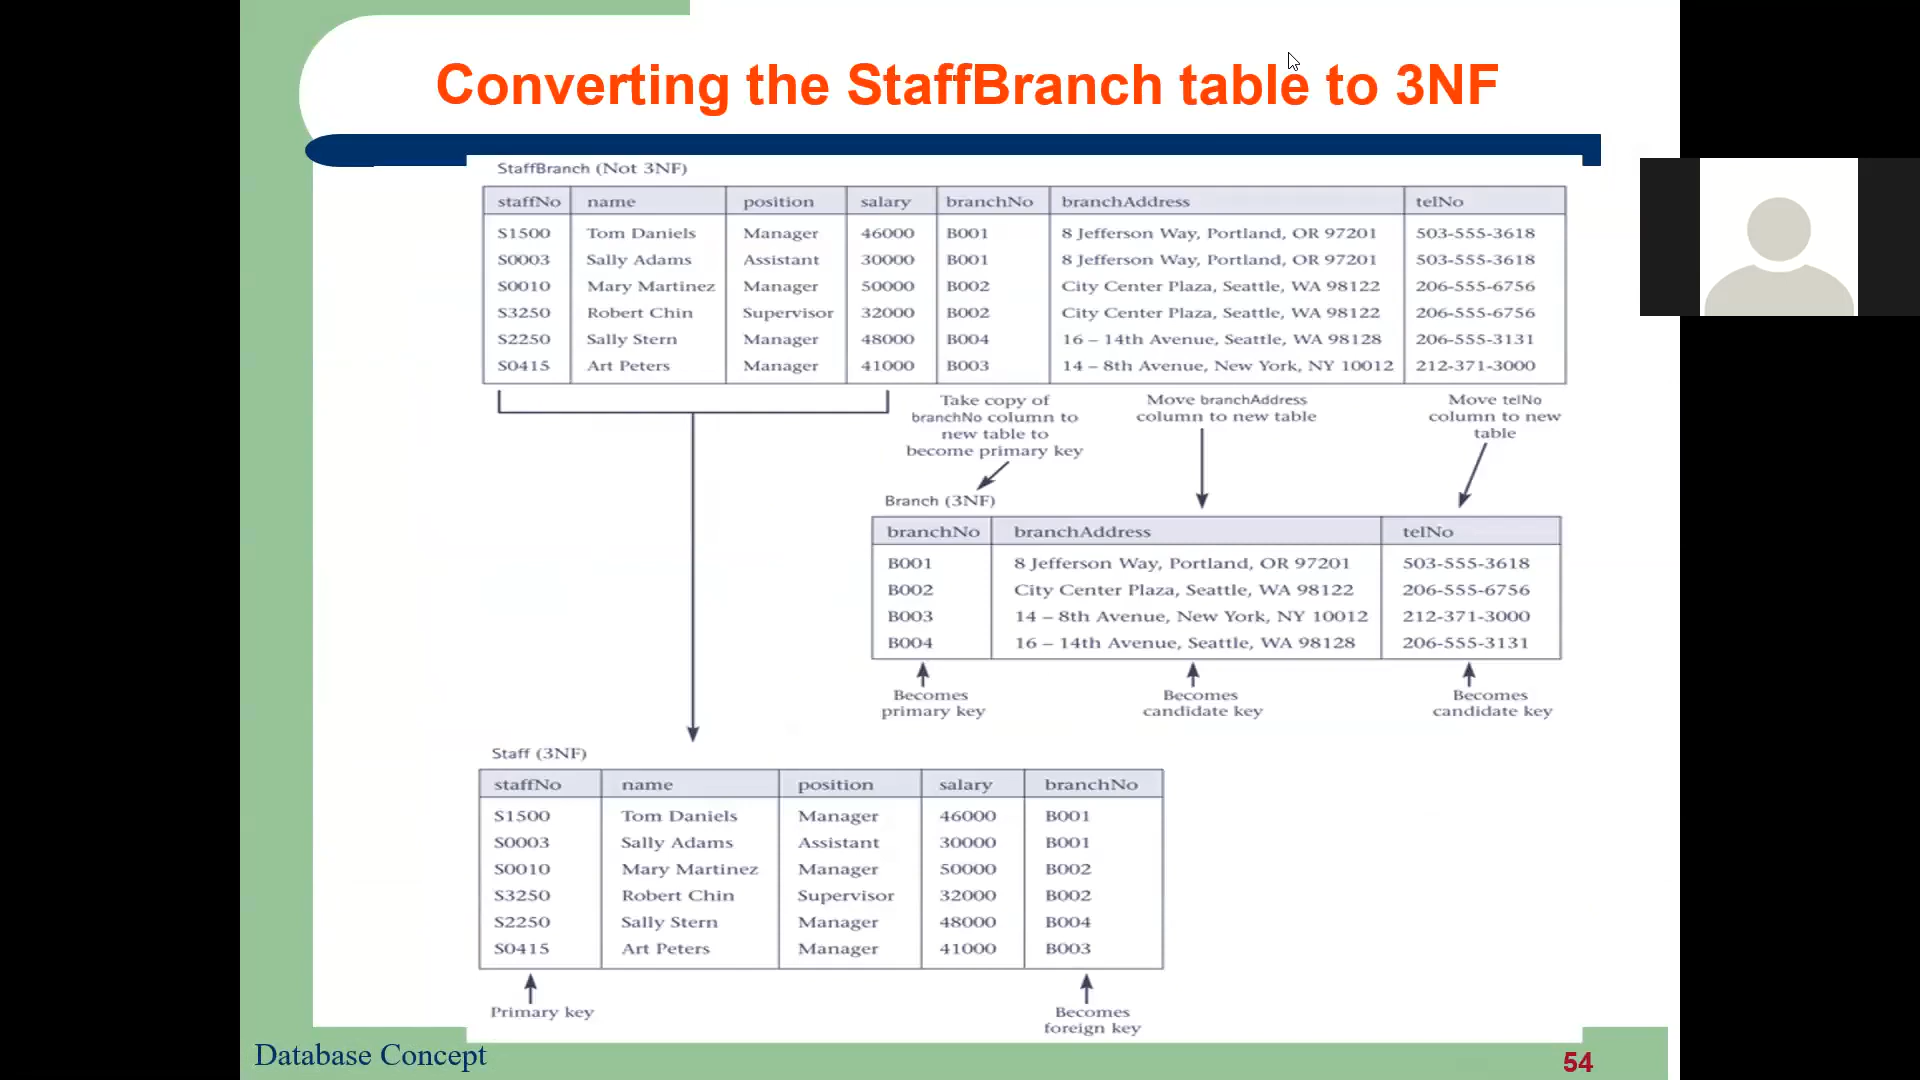 Converting the StaffBranch table to 3NF
StaffBranch (Not 3NF)
staffNo name position salary branchNo branchAddress telNo
S1500 Tom Daniels Manager 46000 B001 8 Jefferson Way, Portland, OR 97201 503-555-3618
S0003 Sally Adams Assistant 30000 B001 8 Jefferson Way, Portland, OR 97201 503-555-3618
S0010 Mary Martinez Manager 50000 B002 City Center Plaza, Seattle, WA 98122 206-555-6756
S3250 Robert Chin Supervisor 32000 B002 City Center Plaza, Seattle, WA 98122 206-555-6756
S2250 Sally Stern Manager 48000 B004 16 – 14th Avenue, Seattle, WA 98128 206-555-3131
S0415 Art Peters Manager 41000 B003 14 – 8th Avenue, New York, NY 10012 212-371-3000
Take copy of
branchNo column to
new table to
become primary key
Move branchAddress
column to new table
Move telNo
column to new
table
Branch (3NF)
branchNo branchAddress telNo
B001 8 Jefferson Way, Portland, OR 97201 503-555-3618
B002 City Center Plaza, Seattle, WA 98122 206-555-6756
B003 14 – 8th Avenue, New York, NY 10012 212-371-3000
B004 16 – 14th Avenue, Seattle, WA 98128 206-555-3131
Becomes
primary key
Becomes
candidate key
Becomes
candidate key
Staff (3NF)
staffNo name position salary branchNo
S1500 Tom Daniels Manager 46000 B001
S0003 Sally Adams Assistant 30000 B001
S0010 Mary Martinez Manager 50000 B002
S3250 Robert Chin Supervisor 32000 B002
S2250 Sally Stern Manager 48000 B004
S0415 Art Peters Manager 41000 B003
Primary key
Becomes
foreign key
Database Concept
54